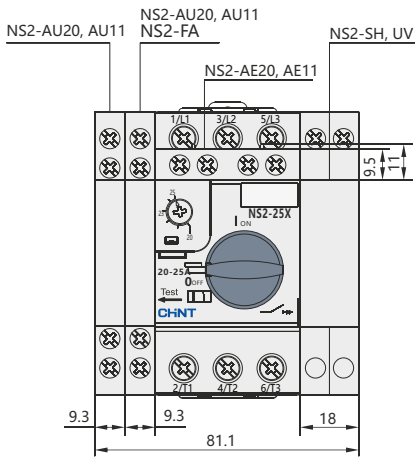 NS2-AU20, AU11
NS2-AU20, AU11
NS2-FA
NS2-SH, UV
NS2-AE20, AE11
1/L1 3/L2 5/L3
9.5
11
25
23
20
NS2-25X
I ON
20-25A
0OFF
Test
CHNT
2/T1 4/T2 6/T3
9.3
9.3
18
81.1